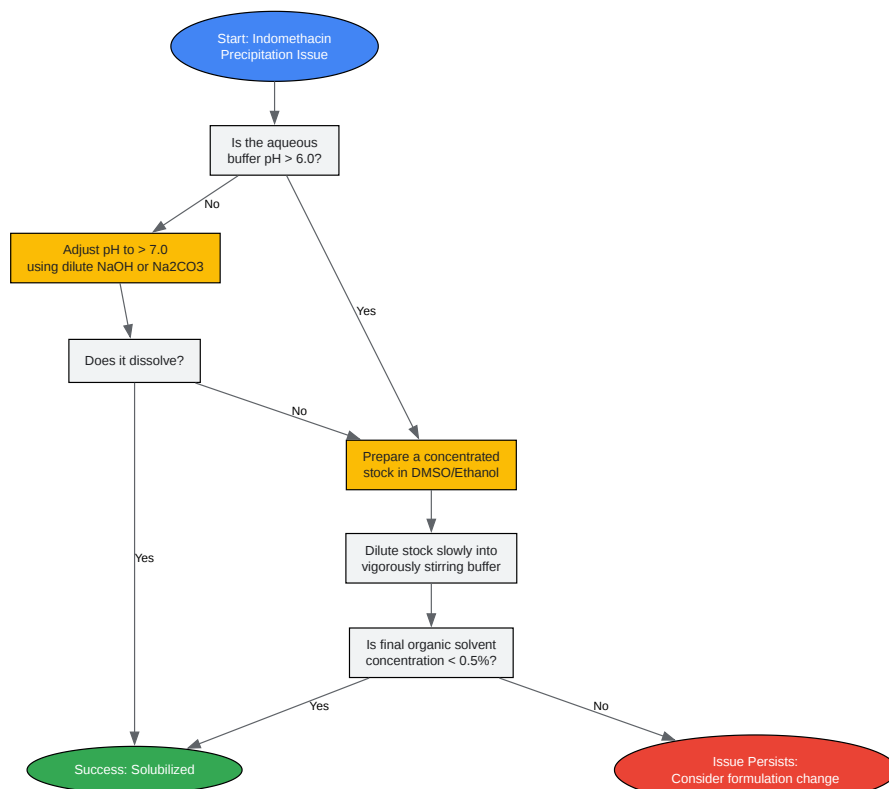 Start: Indomethacin
Precipitation Issue
Is the aqueous
buffer pH > 6.0?
No
Adjust pH to > 7.0
using dilute NaOH or Na2CO3
Yes
Does it dissolve?
No
Prepare a concentrated
stock in DMSO/Ethanol
Dilute stock slowly into
vigorously stirring buffer
Yes
Is final organic solvent
concentration < 0.5%?
Yes
No
Success: Solubilized
Issue Persists:
Consider formulation change